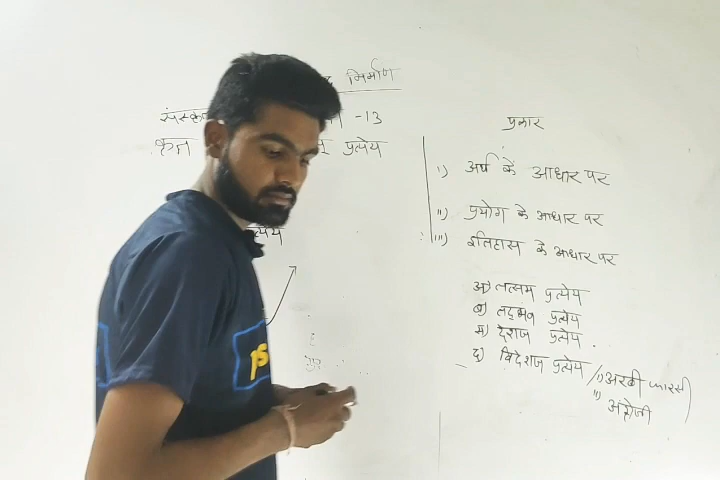 निर्माण
-13
कृत प्रत्यय
प्रकार
i) अर्थ के आधार पर
ii) प्रयोग के आधार पर
iii) इतिहास के आधार पर
अ) तत्सम प्रत्यय
ब) तद्भव प्रत्यय
स) देशज प्रत्यय
द) विदेशज प्रत्यय / i) अरबी फारसी
ii) अंग्रेजी